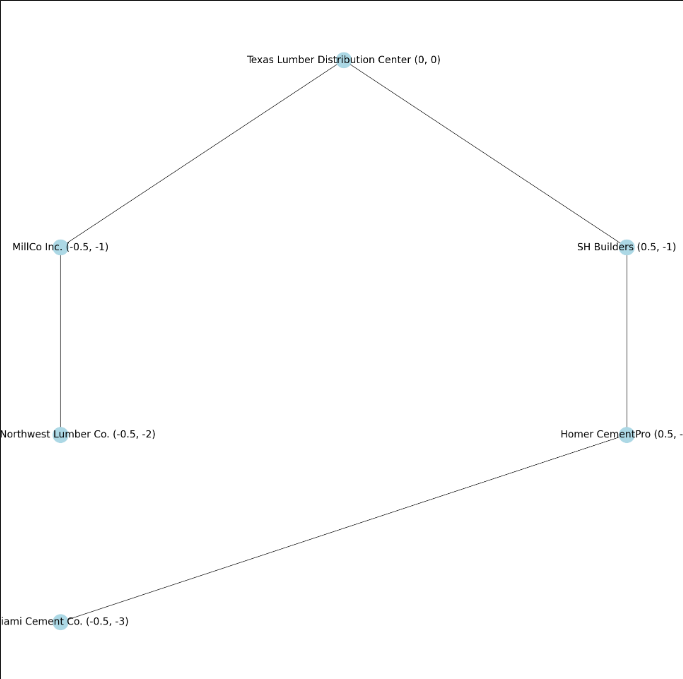 Texas Lumber Distribution Center (0, 0)
MillCo Inc. (-0.5, -1)
SH Builders (0.5, -1)
Northwest Lumber Co. (-0.5, -2)
Homer CementPro (0.5, -
iami Cement Co. (-0.5, -3)